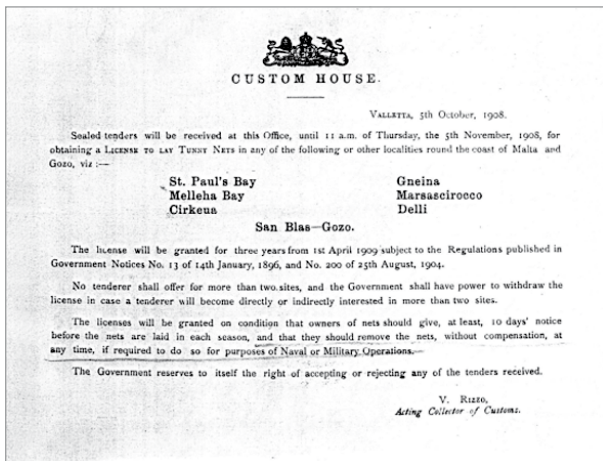 CUSTOM HOUSE.
VALLETTA, 5th October, 1908.
Sealed tenders will be received at this Office, until 11 a.m. of Thursday, the 5th November, 1908, for
obtaining a LICENSE TO LAY TUNNY NETS in any of the following or other localities round the coast of Malta and
Gozo, viz :—
St. Paul's Bay Gneina
Melleha Bay Marsascirocco
Cirkeua Delli
San Blas—Gozo.
The license will be granted for three years from 1st April 1909 subject to the Regulations published in
Government Notices No. 13 of 14th January, 1896, and No. 200 of 25th August, 1904.
No tenderer shall offer for more than two sites, and the Government shall have power to withdraw the
license in case a tenderer will become directly or indirectly interested in more than two sites.
The licenses will be granted on condition that owners of nets should give, at least, 10 days' notice
before the nets are laid in each season, and that they should remove the nets, without compensation, at
any time, if required to do so for purposes of Naval or Military Operations.—
The Government reserves to itself the right of accepting or rejecting any of the tenders received.
V. RIZZO,
Acting Collector of Customs.